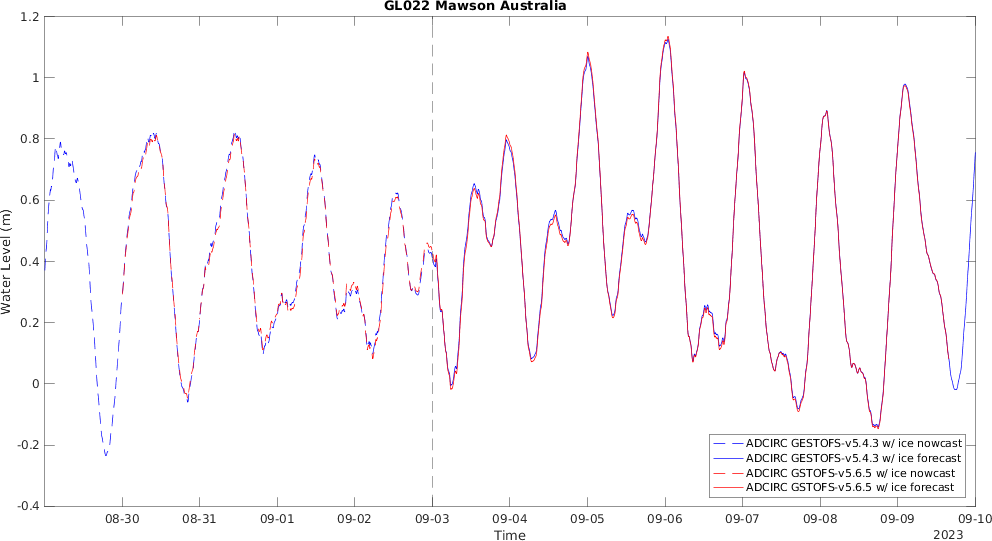 GL022 Mawson Australia
Water Level (m)
1.2
1
0.8
0.6
0.4
0.2
0
-0.2
-0.4
ADCIRC GESTOFS-v5.4.3 w/ ice nowcast
ADCIRC GESTOFS-v5.4.3 w/ ice forecast
ADCIRC GSTOFS-v5.6.5 w/ ice nowcast
ADCIRC GSTOFS-v5.6.5 w/ ice forecast
08-30 08-31 09-01 09-02 09-03 09-04 09-05 09-06 09-07 09-08 09-09 09-10
Time
2023